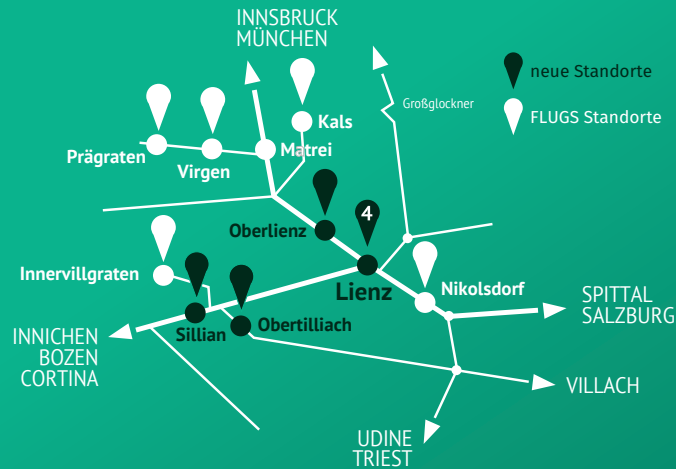 INNSBRUCK
MÜNCHEN
neue Standorte
FLUGS Standorte
Großglockner
Kals
Matrei
Prägraten
Virgen
4
Oberlienz
Lienz
Innervillgraten
Nikolsdorf
SPITTAL
SALZBURG
Sillian
Obertilliach
INNICHEN
BOZEN
CORTINA
VILLACH
UDINE
TRIEST